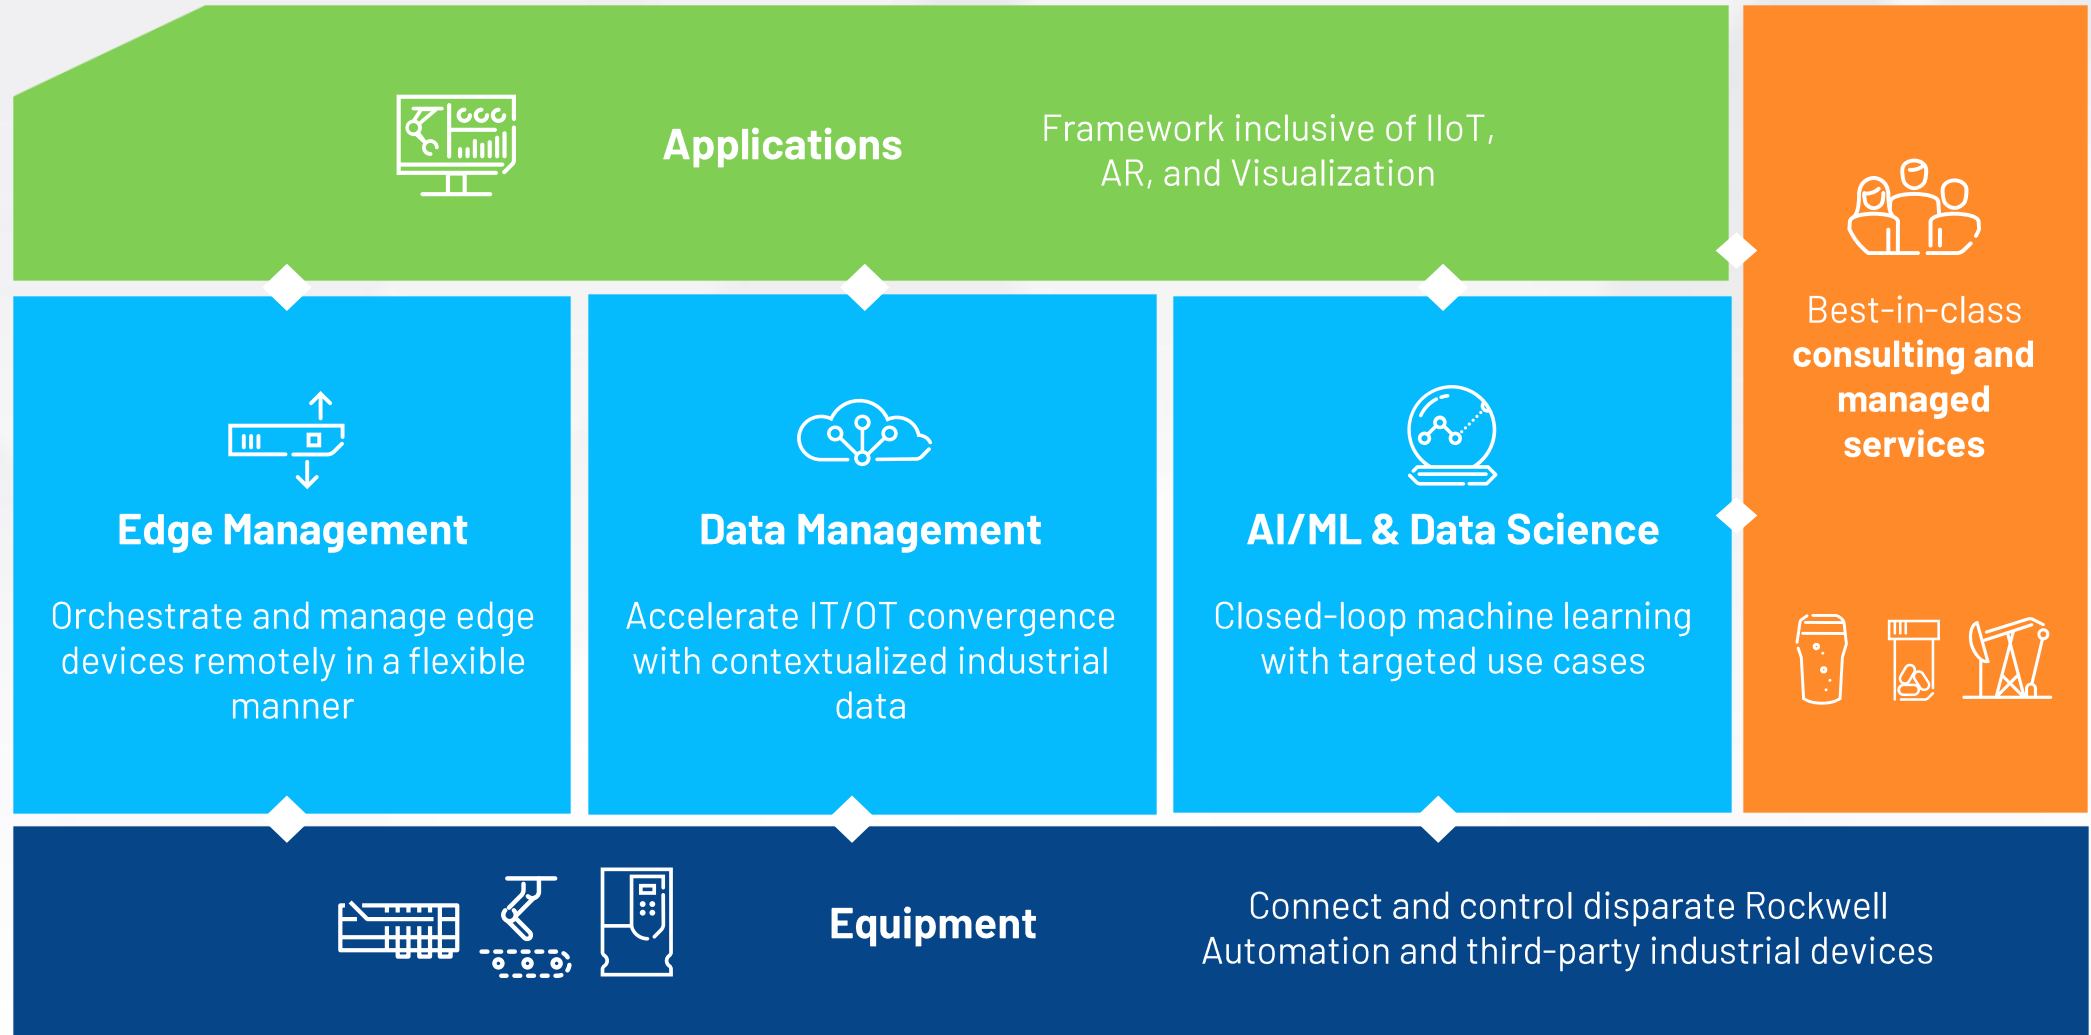 Applications
Framework inclusive of IIoT,
AR, and Visualization
Best-in-class
consulting and
managed
services
Edge Management
Orchestrate and manage edge
devices remotely in a flexible
manner
Data Management
Accelerate IT/OT convergence
with contextualized industrial
data
AI/ML & Data Science
Closed-loop machine learning
with targeted use cases
Equipment
Connect and control disparate Rockwell
Automation and third-party industrial devices